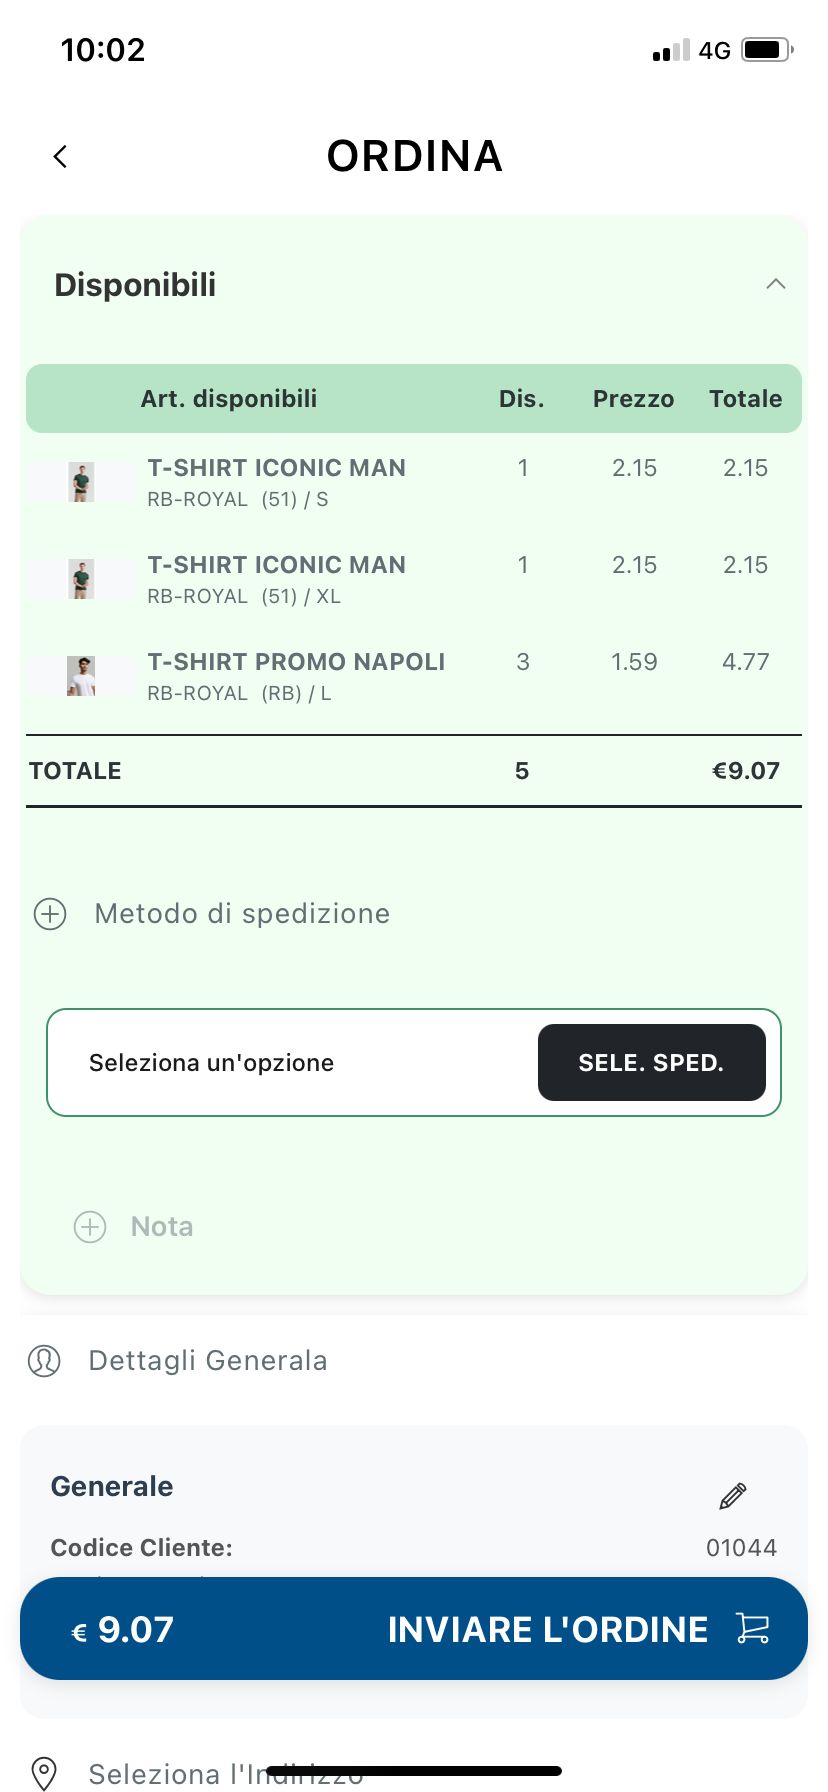 10:02
4G
ORDINA
Disponibili
Art. disponibili Dis. Prezzo Totale
T-SHIRT ICONIC MAN 1 2.15 2.15
RB-ROYAL (51) / S
T-SHIRT ICONIC MAN 1 2.15 2.15
RB-ROYAL (51) / XL
T-SHIRT PROMO NAPOLI 3 1.59 4.77
RB-ROYAL (RB) / L
TOTALE 5 €9.07
Metodo di spedizione
Seleziona un'opzione SELE. SPED.
Nota
Dettagli Generala
Generale
Codice Cliente: 01044
€ 9.07 INVIARE L'ORDINE
Seleziona l'Indirizzo